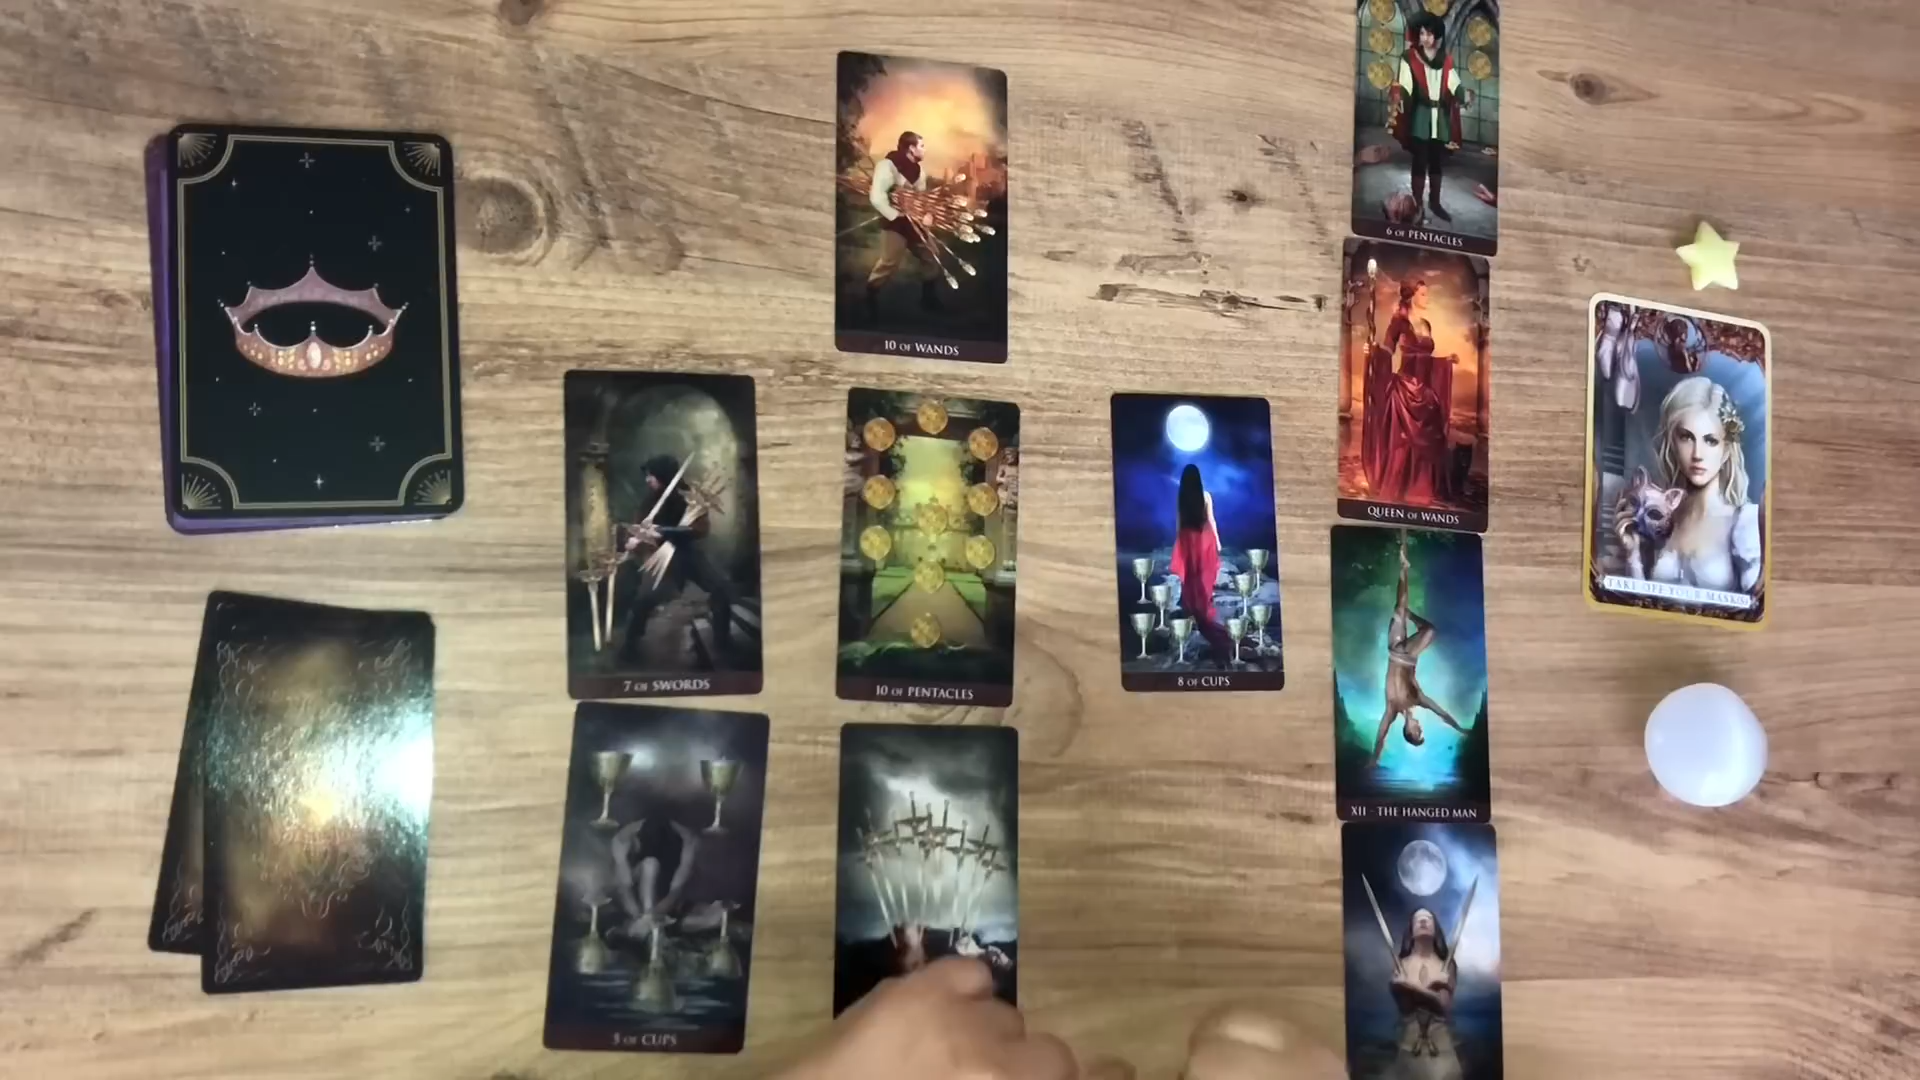 6 OF PENTACLES
10 OF WANDS
QUEEN OF WANDS
TAKE OFF YOUR MASK(S)
7 OF SWORDS
10 OF PENTACLES
8 OF CUPS
XII - THE HANGED MAN
5 OF CUPS